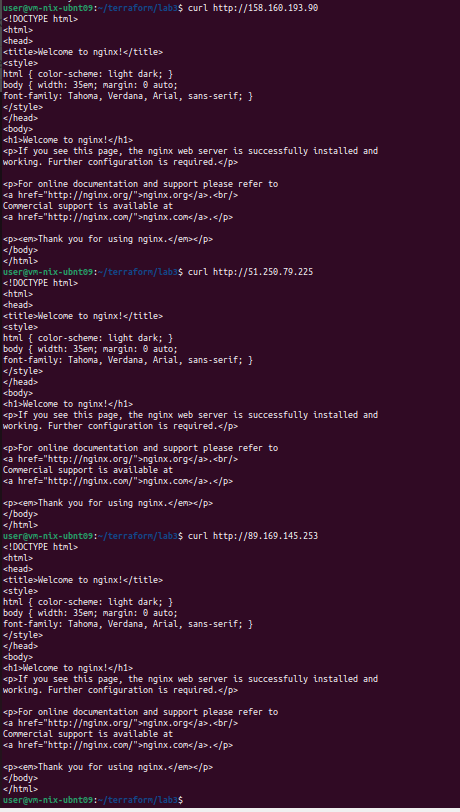 user@vm-nix-ubnt09:~/terraform/lab3$ curl http://158.160.193.90
<!DOCTYPE html>
<html>
<head>
<title>Welcome to nginx!</title>
<style>
html { color-scheme: light dark; }
body { width: 35em; margin: 0 auto;
font-family: Tahoma, Verdana, Arial, sans-serif; }
</style>
</head>
<body>
<h1>Welcome to nginx!</h1>
<p>If you see this page, the nginx web server is successfully installed and
working. Further configuration is required.</p>

<p>For online documentation and support please refer to
<a href="http://nginx.org/">nginx.org</a>.<br/>
Commercial support is available at
<a href="http://nginx.com/">nginx.com</a>.</p>

<p><em>Thank you for using nginx.</em></p>
</body>
</html>
user@vm-nix-ubnt09:~/terraform/lab3$ curl http://51.250.79.225
<!DOCTYPE html>
<html>
<head>
<title>Welcome to nginx!</title>
<style>
html { color-scheme: light dark; }
body { width: 35em; margin: 0 auto;
font-family: Tahoma, Verdana, Arial, sans-serif; }
</style>
</head>
<body>
<h1>Welcome to nginx!</h1>
<p>If you see this page, the nginx web server is successfully installed and
working. Further configuration is required.</p>

<p>For online documentation and support please refer to
<a href="http://nginx.org/">nginx.org</a>.<br/>
Commercial support is available at
<a href="http://nginx.com/">nginx.com</a>.</p>

<p><em>Thank you for using nginx.</em></p>
</body>
</html>
user@vm-nix-ubnt09:~/terraform/lab3$ curl http://89.169.145.253
<!DOCTYPE html>
<html>
<head>
<title>Welcome to nginx!</title>
<style>
html { color-scheme: light dark; }
body { width: 35em; margin: 0 auto;
font-family: Tahoma, Verdana, Arial, sans-serif; }
</style>
</head>
<body>
<h1>Welcome to nginx!</h1>
<p>If you see this page, the nginx web server is successfully installed and
working. Further configuration is required.</p>

<p>For online documentation and support please refer to
<a href="http://nginx.org/">nginx.org</a>.<br/>
Commercial support is available at
<a href="http://nginx.com/">nginx.com</a>.</p>

<p><em>Thank you for using nginx.</em></p>
</body>
</html>
user@vm-nix-ubnt09:~/terraform/lab3$